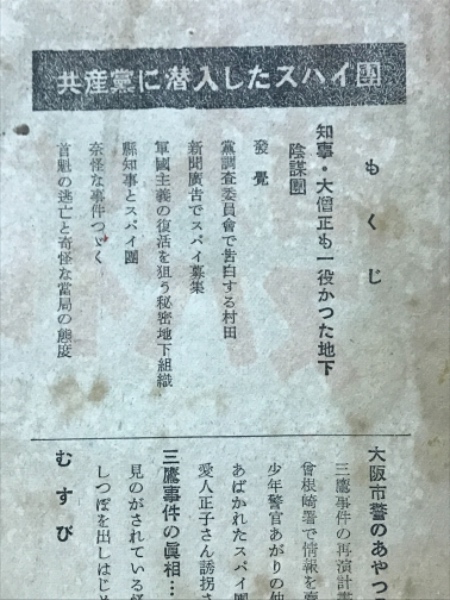 共産黨に潜入したスパイ團
もくじ
知事・大僧正も一役かつた地下
陰謀團
發覺
黨調査委員會で告白する村田
新聞廣告でスパイ募集
軍國主義の復活を狙う秘密地下組織
縣知事とスパイ團
奈怪な事件つゞく
首魁の逃亡と奇怪な當局の態度
大阪市警のあやつ
三鷹事件の再演計畫
曾根崎署で情報を
少年警官あがりの
あばかれたスパイ團
愛人正子さん誘拐
三鷹事件の眞相…
見のがされている
しつぽを出しはじ
むすび